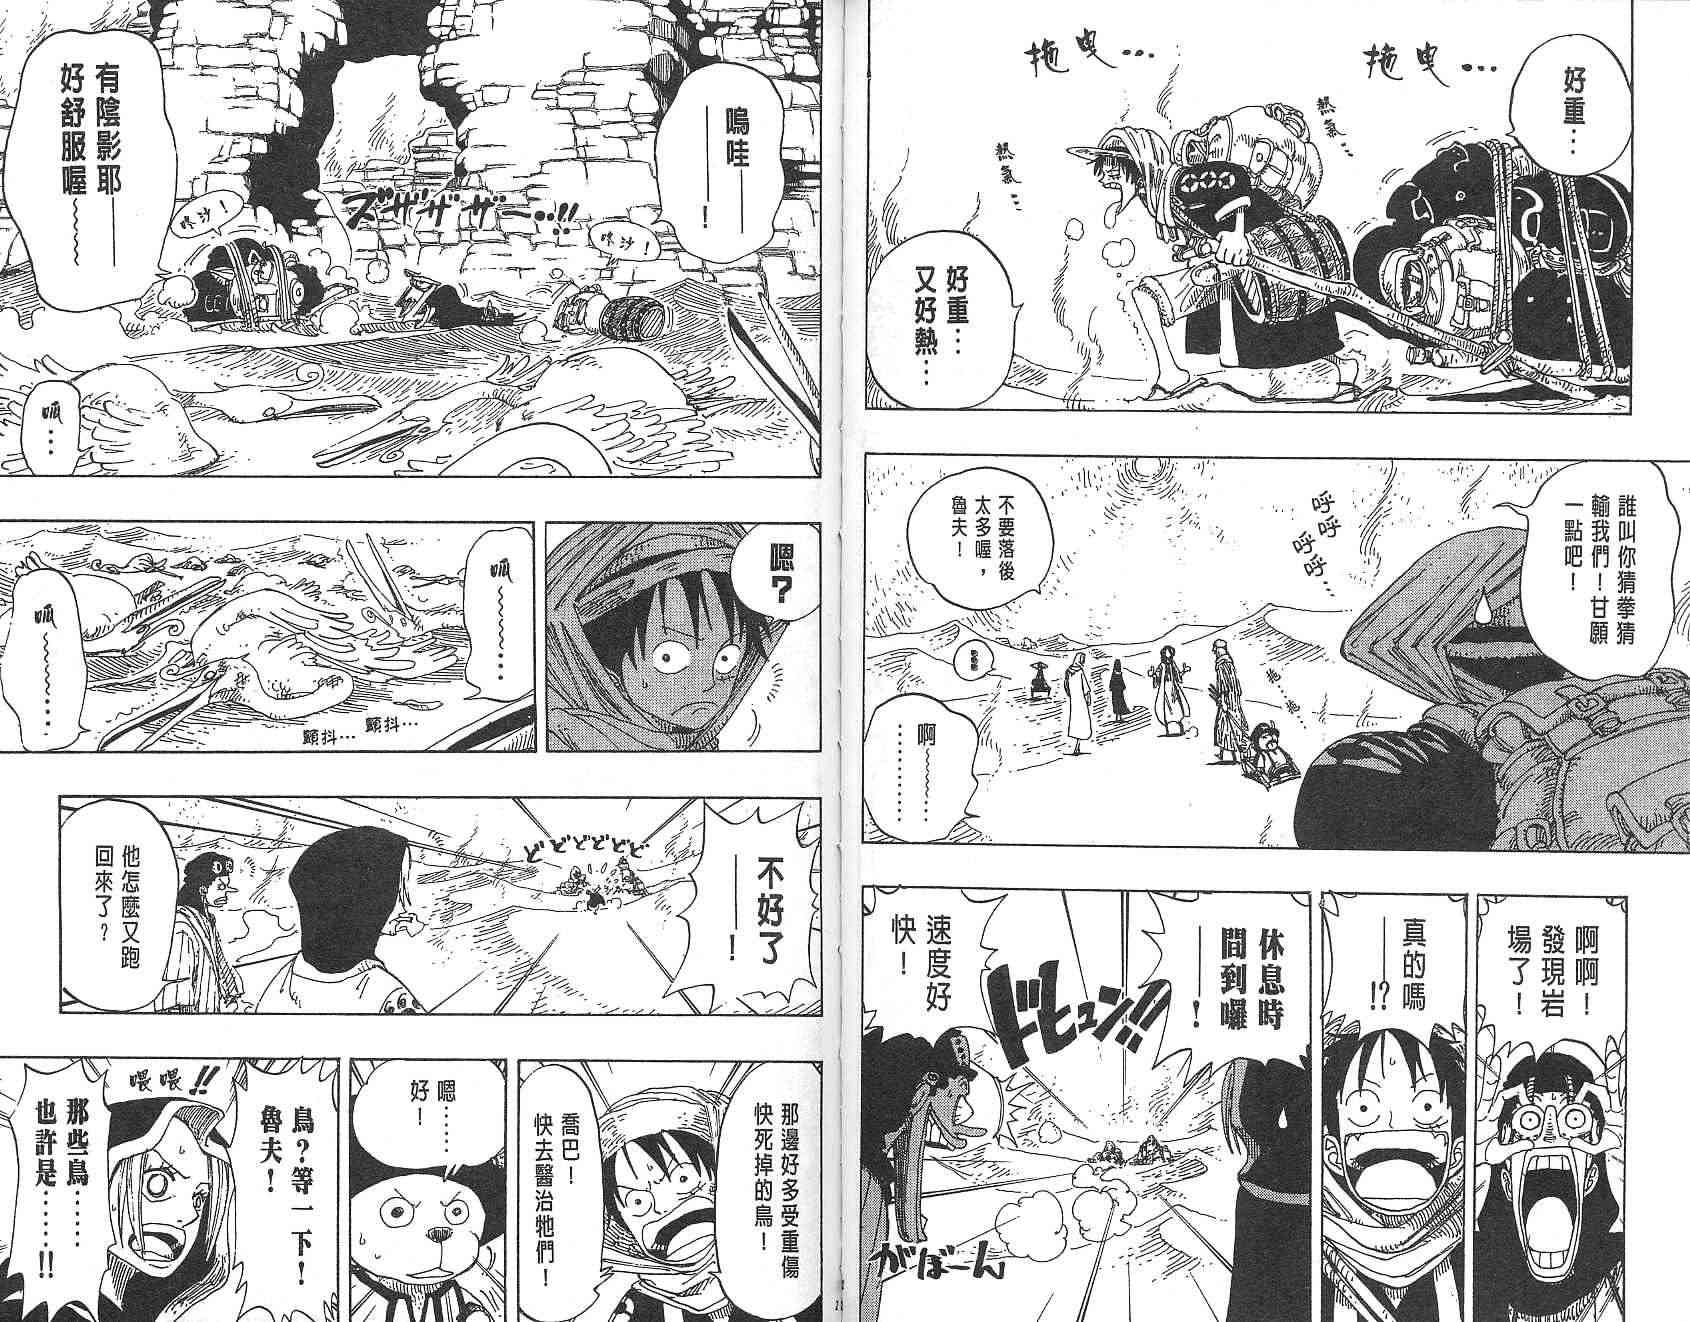 好重…
拖曳…
拖曳…
熱氣…
熱氣…
好重…
又好熱…
誰叫你猜拳猜
輸我們！甘願
一點吧！
呼呼
呼呼…
不要落後
太多喔，
魯夫！
拖…
拖…
啊～～～……
啊啊！
發現岩
場了！
真的嗎
──!?
休息時
間到囉
──！
速度好
快！
ドヒュン!!
がぼーん
嗚哇
──！
有陰影耶──
好舒服喔～～～
ズザザザザー…!!
咚沙！
咚沙！
呱…
嗯？
呱～～～……
呱～～～……
顫抖…
顫抖…
不好了
──！
どどどどどど
他怎麼又跑
回來了？
那邊好多受重傷
快死掉的鳥！
喬巴！
快去醫治牠們！
嗯……
好！
鳥？等一下！
魯夫！
喂喂!!
那些鳥……
也許是……!!